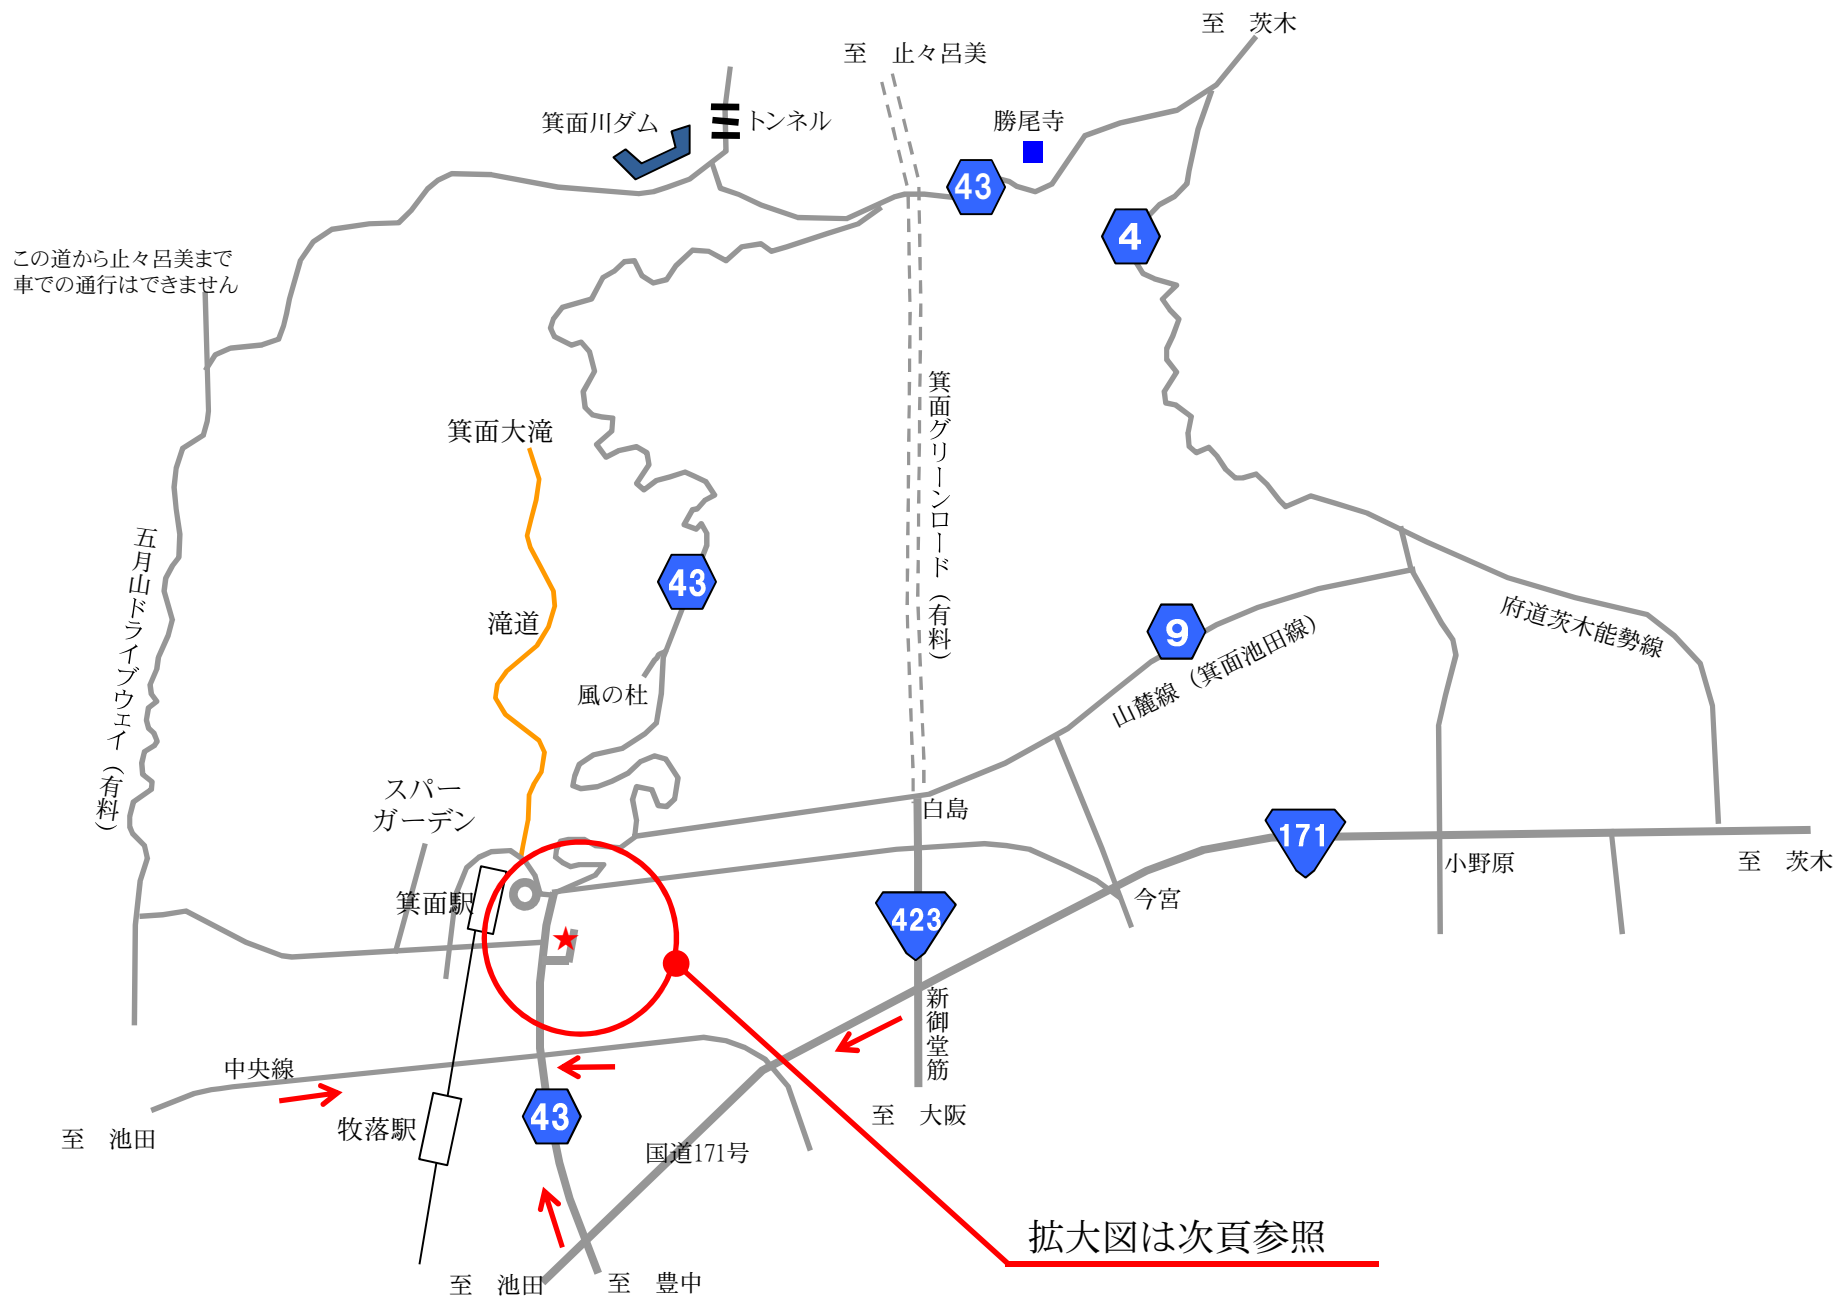 至　茨木
至　止々呂美
箕面川ダム
トンネル
勝尾寺
43
4
この道から止々呂美まで
車での通行はできません
箕面大滝
箕面グリーンロード（有料）
五月山ドライブウェイ（有料）
43
滝道
風の杜
9
山麓線（箕面池田線）
府道茨木能勢線
スパー
ガーデン
白島
171
小野原
至　茨木
箕面駅
今宮
423
新御堂筋
中央線
43
至　大阪
牧落駅
至　池田
国道171号
拡大図は次頁参照
至　池田
至　豊中